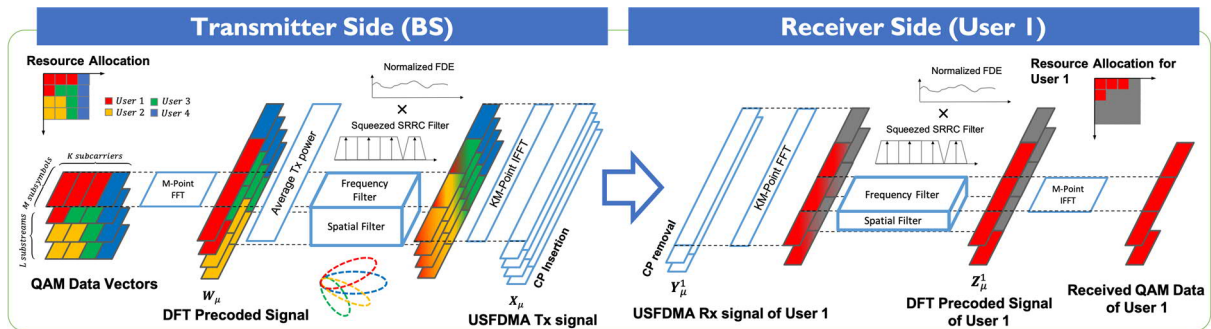 Transmitter Side (BS)
Receiver Side (User 1)
Resource Allocation
User 1
User 3
User 2
User 4
K subcarriers
M subsymbols
L substreams
QAM Data Vectors
M-Point
FFT
W_μ
DFT Precoded Signal
Average Tx power
Normalized FDE
×
Squeezed SRRC Filter
Frequency
Filter
Spatial Filter
KM-Point IFFT
CP Insertion
X_μ
USFDMA Tx signal
CP removal
KM-Point FFT
Y_μ^1
USFDMA Rx signal of User 1
Normalized FDE
×
Squeezed SRRC Filter
Frequency Filter
Spatial Filter
Z_μ^1
DFT Precoded Signal
of User 1
M-Point
IFFT
Resource Allocation for
User 1
Received QAM Data
of User 1